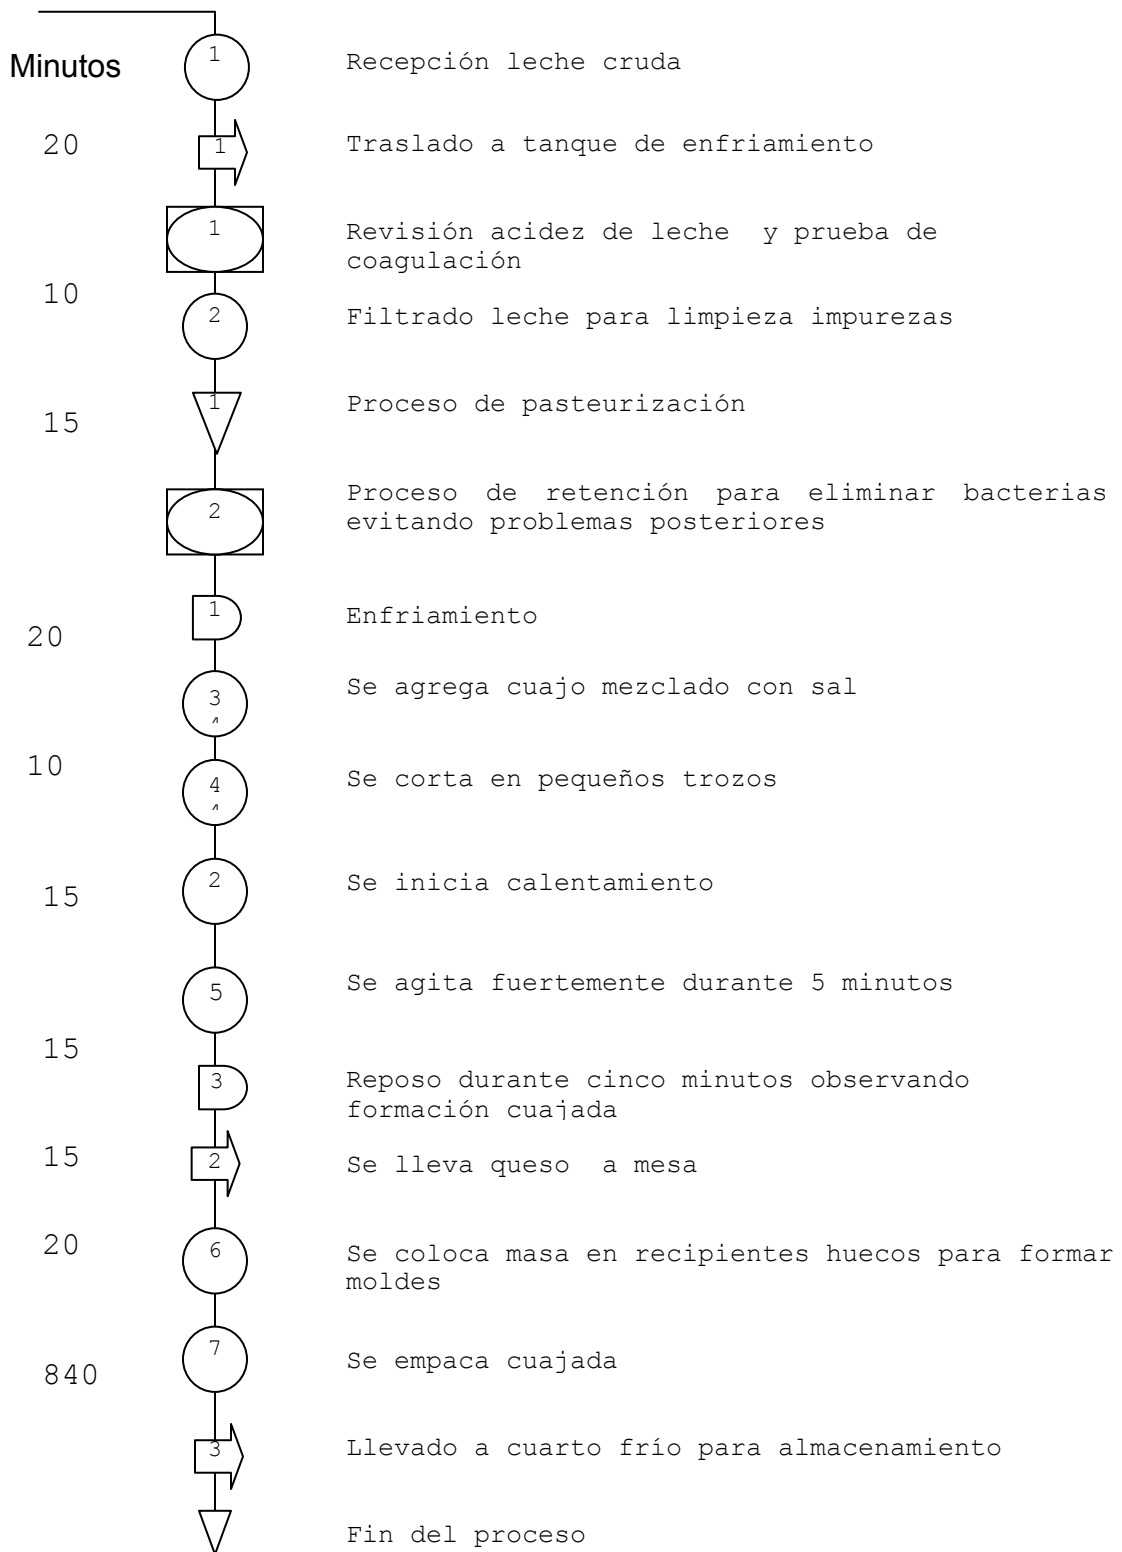 Minutos
1 Recepción leche cruda
20 1 Traslado a tanque de enfriamiento
1 Revisión acidez de leche y prueba de
coagulación
10
2 Filtrado leche para limpieza impurezas
1 Proceso de pasteurización
15
2 Proceso de retención para eliminar bacterias
evitando problemas posteriores
1 Enfriamiento
20
3 Se agrega cuajo mezclado con sal
10
4 Se corta en pequeños trozos
2 Se inicia calentamiento
15
5 Se agita fuertemente durante 5 minutos
15
3 Reposo durante cinco minutos observando
formación cuajada
15 2 Se lleva queso a mesa
20 6 Se coloca masa en recipientes huecos para formar
moldes
7 Se empaca cuajada
840
3 Llevado a cuarto frío para almacenamiento
Fin del proceso